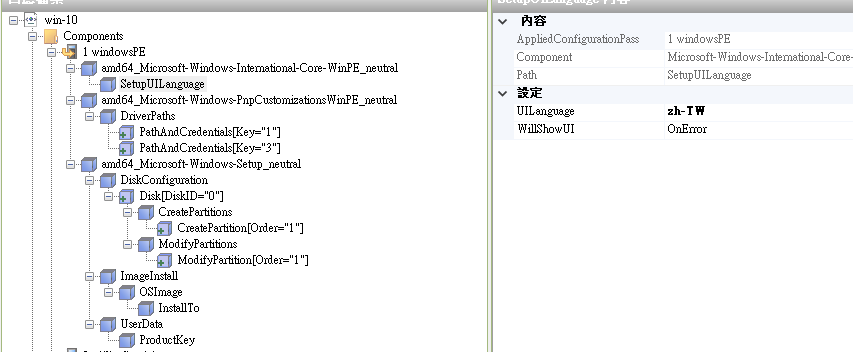 win-10
Components
1 windowsPE
amd64_Microsoft-Windows-International-Core-WinPE_neutral
SetupUILanguage
amd64_Microsoft-Windows-PnpCustomizationsWinPE_neutral
DriverPaths
PathAndCredentials[Key="1"]
PathAndCredentials[Key="3"]
amd64_Microsoft-Windows-Setup_neutral
DiskConfiguration
Disk[DiskID="0"]
CreatePartitions
CreatePartition[Order="1"]
ModifyPartitions
ModifyPartition[Order="1"]
ImageInstall
OSImage
InstallTo
UserData
ProductKey
SetupUILanguage 內容
內容
AppliedConfigurationPass 1 windowsPE
Component Microsoft-Windows-International-Core-
Path SetupUILanguage
設定
UILanguage zh-TW
WillShowUI OnError